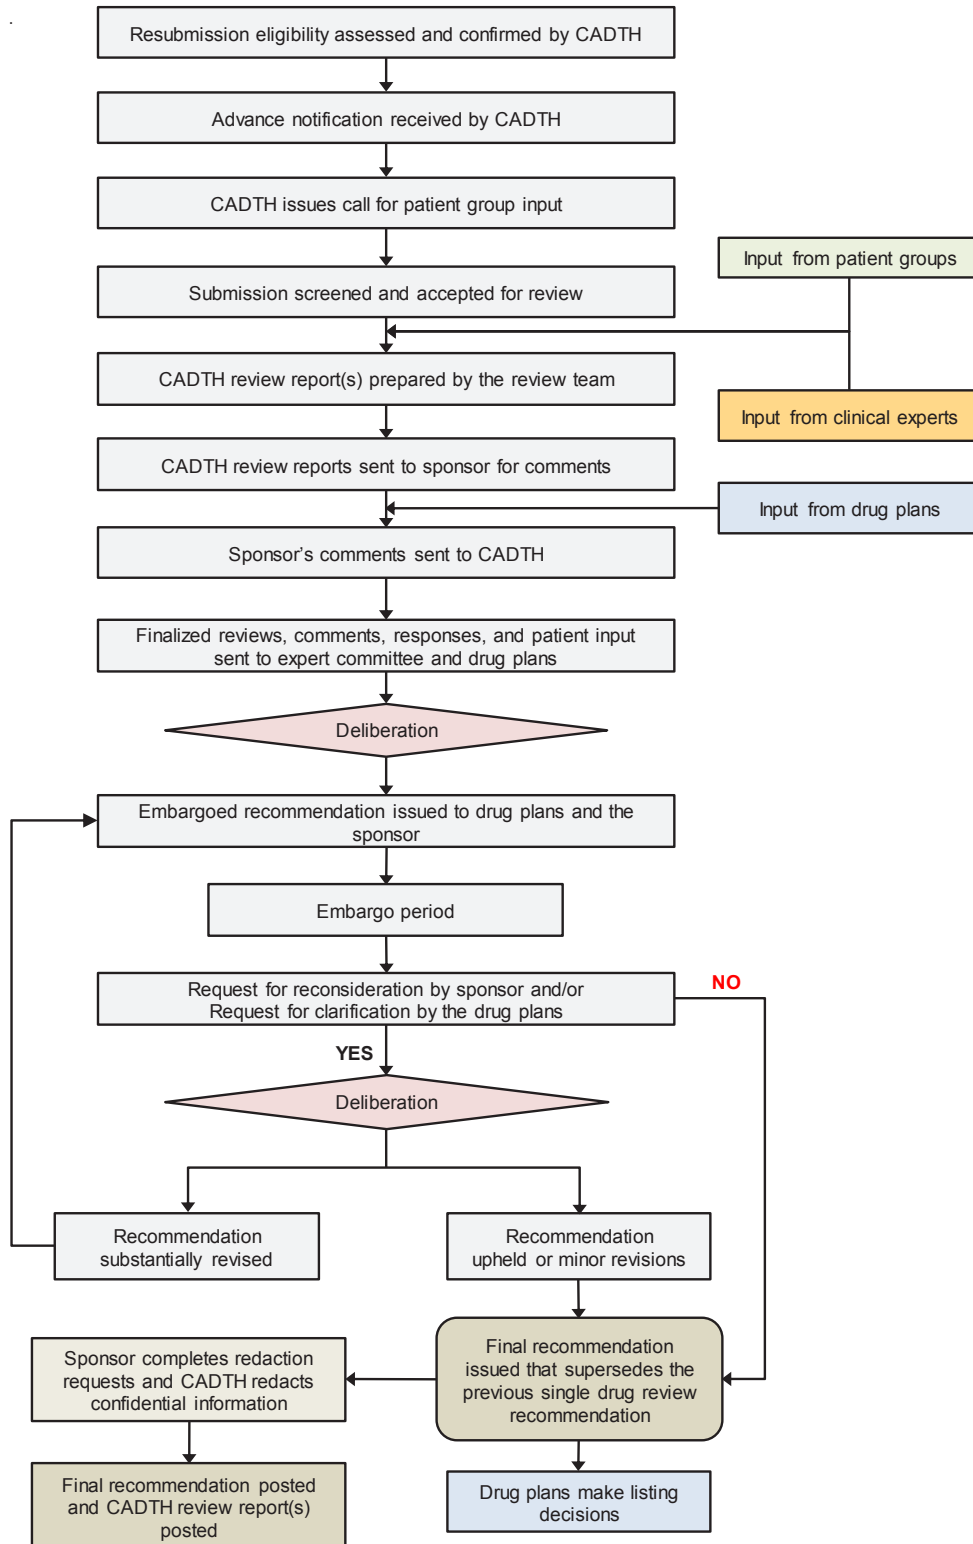 Resubmission eligibility assessed and confirmed by CADTH
Advance notification received by CADTH
CADTH issues call for patient group input
Input from patient groups
Submission screened and accepted for review
CADTH review report(s) prepared by the review team
Input from clinical experts
CADTH review reports sent to sponsor for comments
Input from drug plans
Sponsor's comments sent to CADTH
Finalized reviews, comments, responses, and patient input
sent to expert committee and drug plans
Deliberation
Embargoed recommendation issued to drug plans and the
sponsor
Embargo period
Request for reconsideration by sponsor and/or
Request for clarification by the drug plans
NO
YES
Deliberation
Recommendation
substantially revised
Recommendation
upheld or minor revisions
Final recommendation
issued that supersedes the
previous single drug review
recommendation
Sponsor completes redaction
requests and CADTH redacts
confidential information
Final recommendation posted
and CADTH review report(s)
posted
Drug plans make listing
decisions